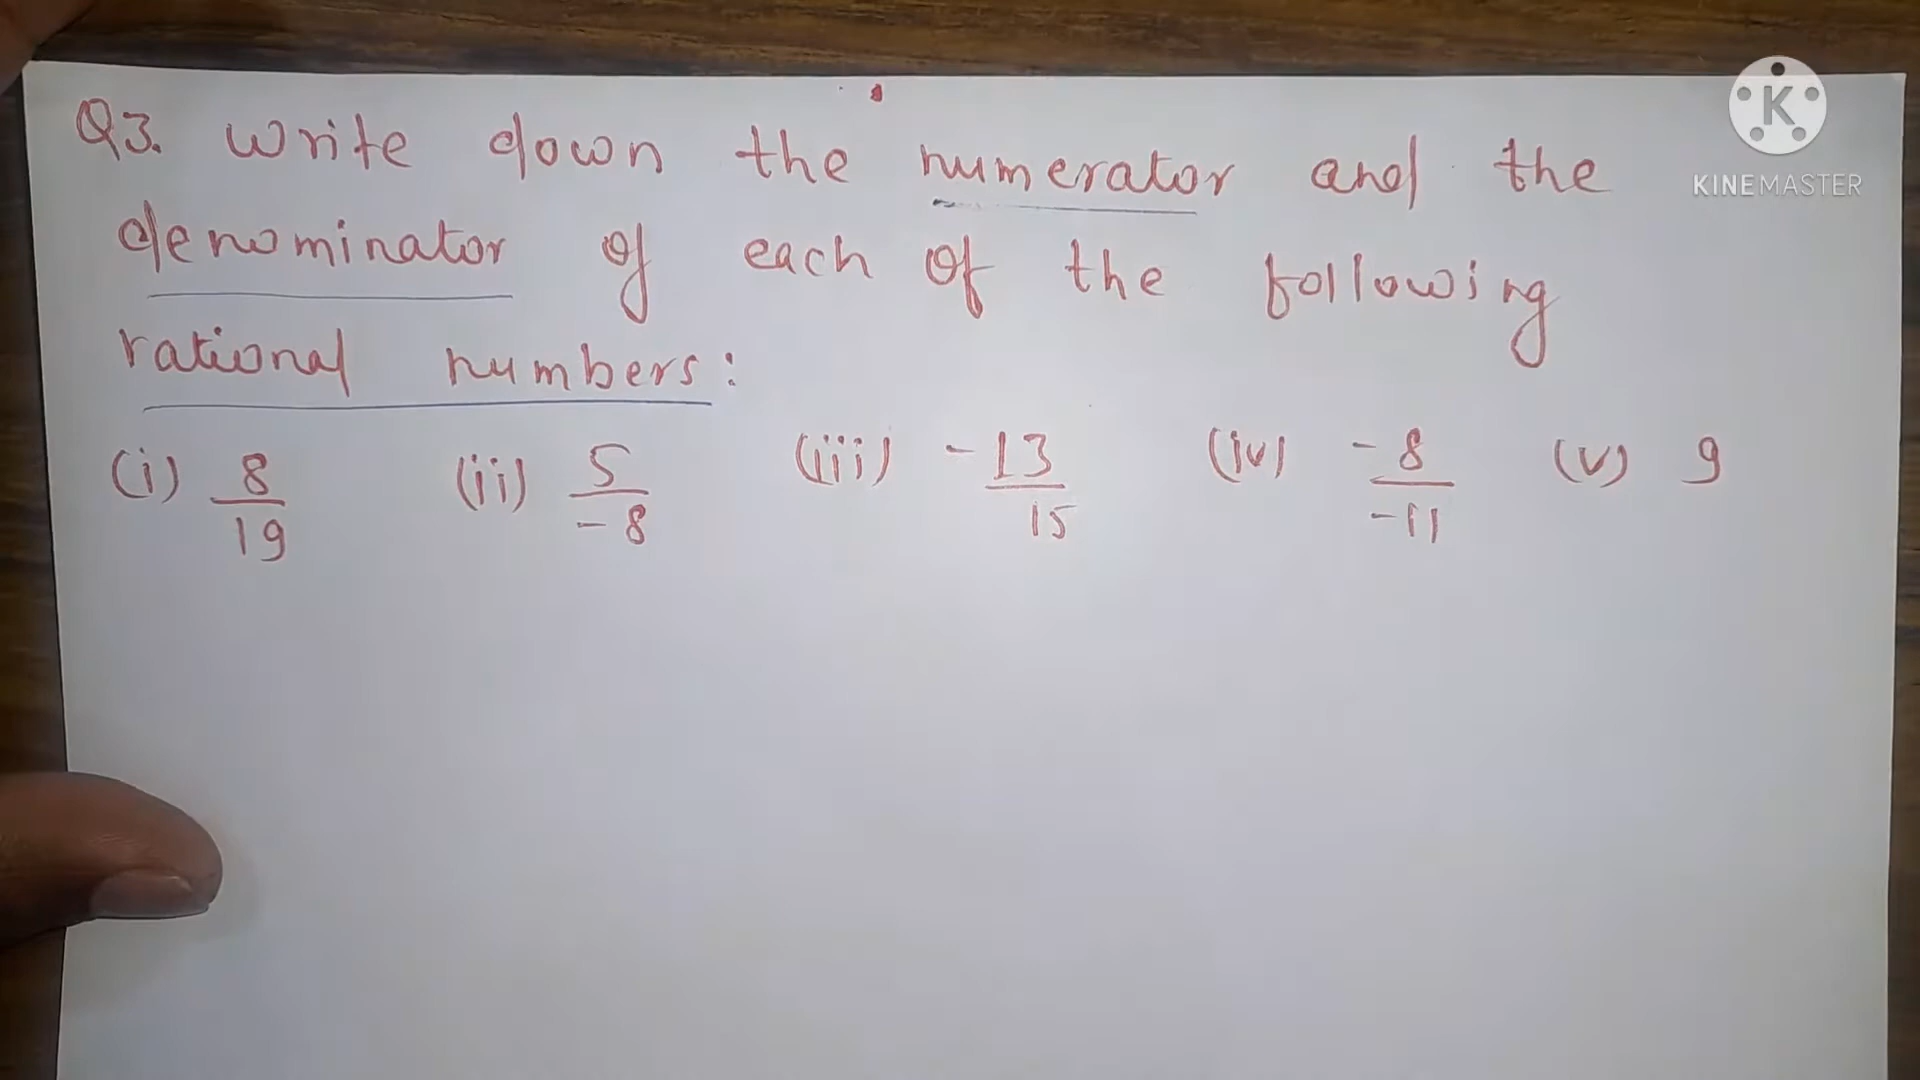 Q3. Write down the numerator and the
denominator of each of the following
rational numbers:
(i) 8/19 (ii) 5/-8 (iii) -13/15 (iv) -8/-11 (v) 9
K
KINEMASTER